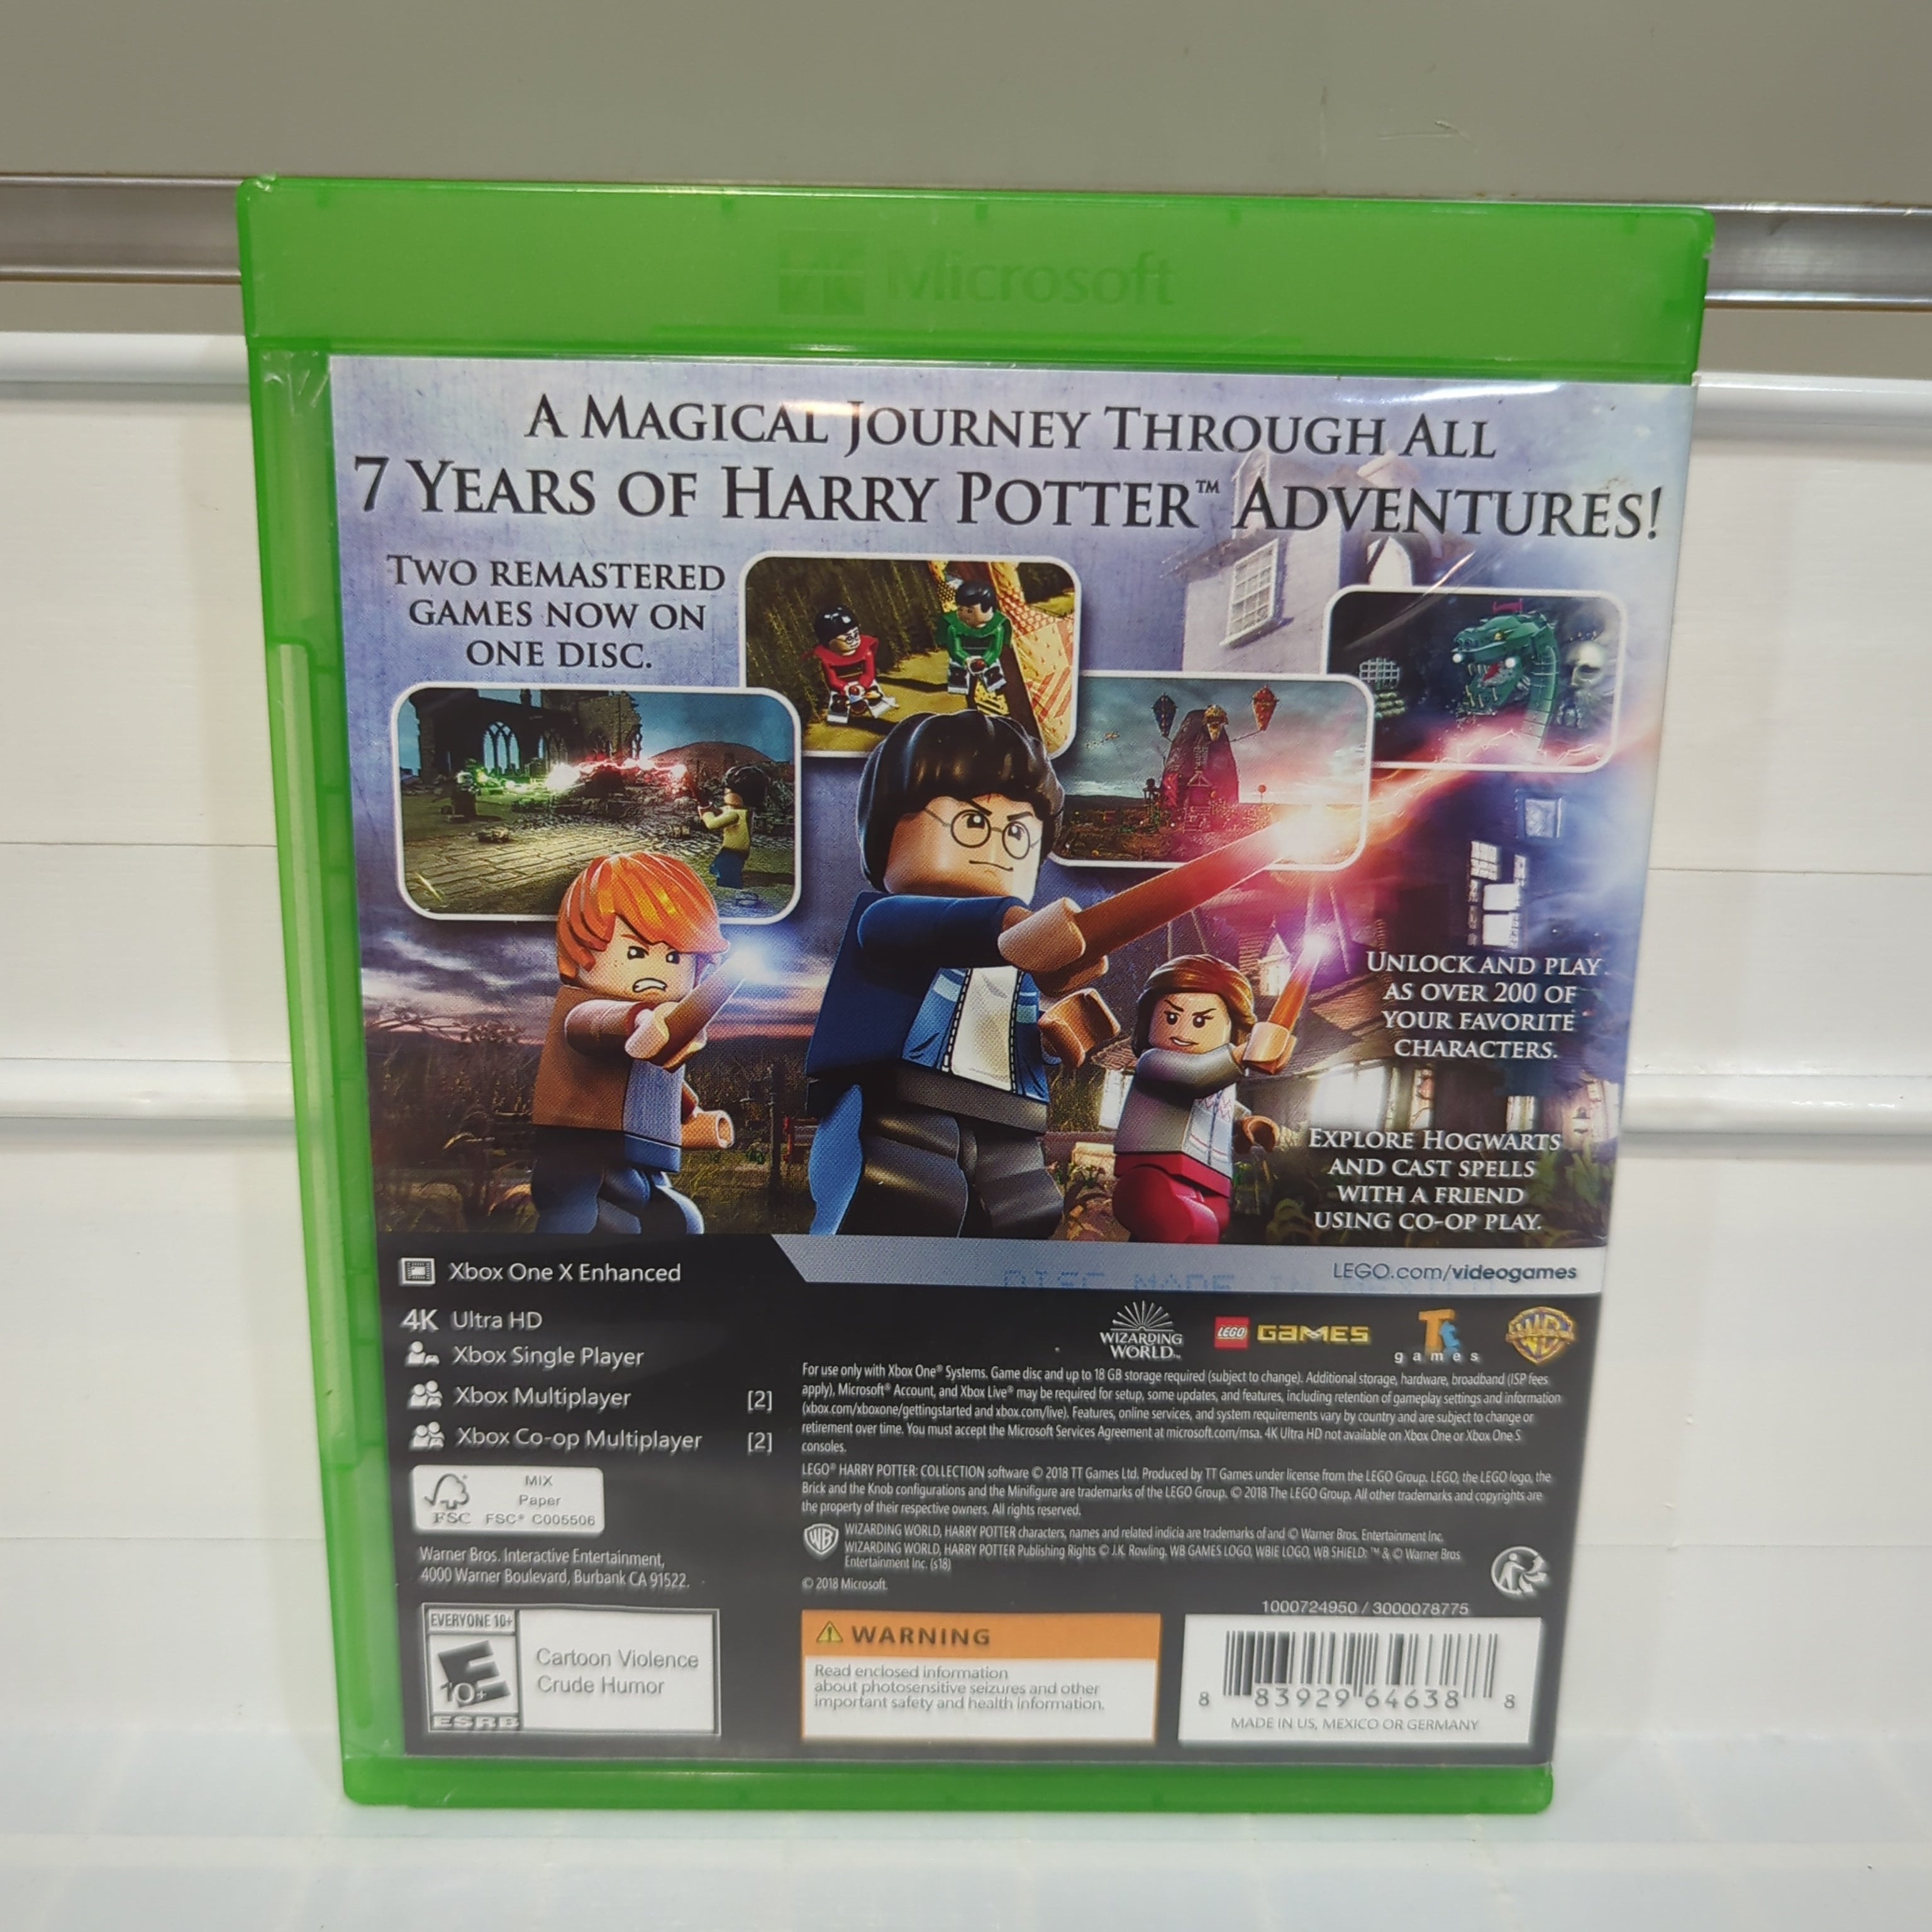 Microsoft
A MAGICAL JOURNEY THROUGH ALL
7 YEARS OF HARRY POTTER™ ADVENTURES!
TWO REMASTERED
GAMES NOW ON
ONE DISC.
UNLOCK AND PLAY
AS OVER 200 OF
YOUR FAVORITE
CHARACTERS.
EXPLORE HOGWARTS
AND CAST SPELLS
WITH A FRIEND
USING CO-OP PLAY.
DISC MADE
LEGO.com/videogames
Xbox One X Enhanced
4K Ultra HD
Xbox Single Player
Xbox Multiplayer [2]
Xbox Co-op Multiplayer [2]
WIZARDING
WORLD™
LEGO GAMES
Tt
games
WB
For use only with Xbox One® Systems. Game disc and up to 18 GB storage required (subject to change). Additional storage, hardware, broadband (ISP fees
apply), Microsoft® Account, and Xbox Live® may be required for setup, some updates, and features, including retention of gameplay settings and information
(xbox.com/xboxone/gettingstarted and xbox.com/live). Features, online services, and system requirements vary by country and are subject to change or
retirement over time. You must accept the Microsoft Services Agreement at microsoft.com/msa. 4K Ultra HD not available on Xbox One or Xbox One S
consoles.
LEGO® HARRY POTTER: COLLECTION software © 2018 TT Games Ltd. Produced by TT Games under license from the LEGO Group. LEGO, the LEGO logo, the
Brick and the Knob configurations and the Minifigure are trademarks of the LEGO Group. © 2018 The LEGO Group. All other trademarks and copyrights are
the property of their respective owners. All rights reserved.
WB
WIZARDING WORLD, HARRY POTTER characters, names and related indicia are trademarks of and © Warner Bros. Entertainment Inc.
WIZARDING WORLD, HARRY POTTER Publishing Rights © J.K. Rowling. WB GAMES LOGO, WBIE LOGO, WB SHIELD: ™ & © Warner Bros
Entertainment Inc. (s18)
© 2018 Microsoft.
MIX
Paper
FSC FSC® C005506
Warner Bros. Interactive Entertainment,
4000 Warner Boulevard, Burbank CA 91522.
EVERYONE 10+
E
10+
ESRB
Cartoon Violence
Crude Humor
WARNING
Read enclosed information
about photosensitive seizures and other
important safety and health information.
1000724950 / 3000078775
8 83929 64638 8
MADE IN US, MEXICO OR GERMANY